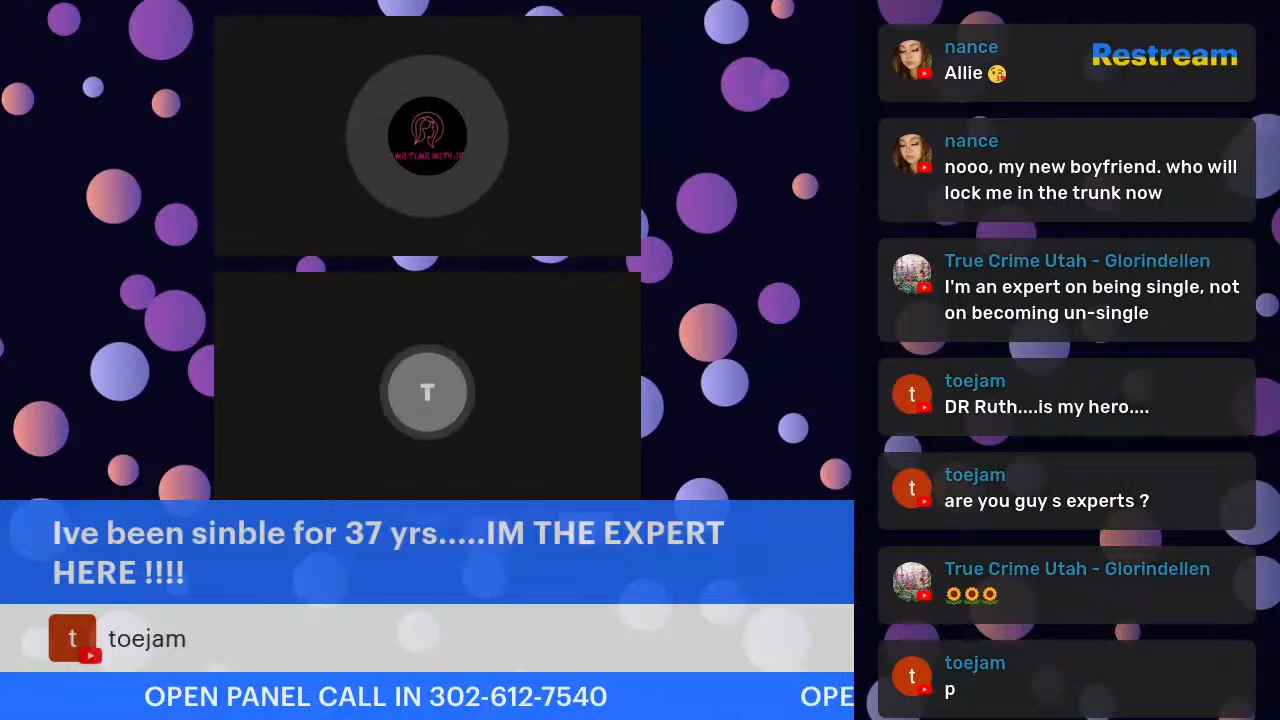 nance
Restream
Allie 😘
nance
nooo, my new boyfriend. who will
lock me in the trunk now
True Crime Utah - Glorindellen
I'm an expert on being single, not
on becoming un-single
T
t
toejam
DR Ruth....is my hero....
t
toejam
are you guy s experts ?
True Crime Utah - Glorindellen
🌻🌻🌻
t
toejam
p
Ive been sinble for 37 yrs.....IM THE EXPERT
HERE !!!!
t
toejam
OPEN PANEL CALL IN 302-612-7540
OPE